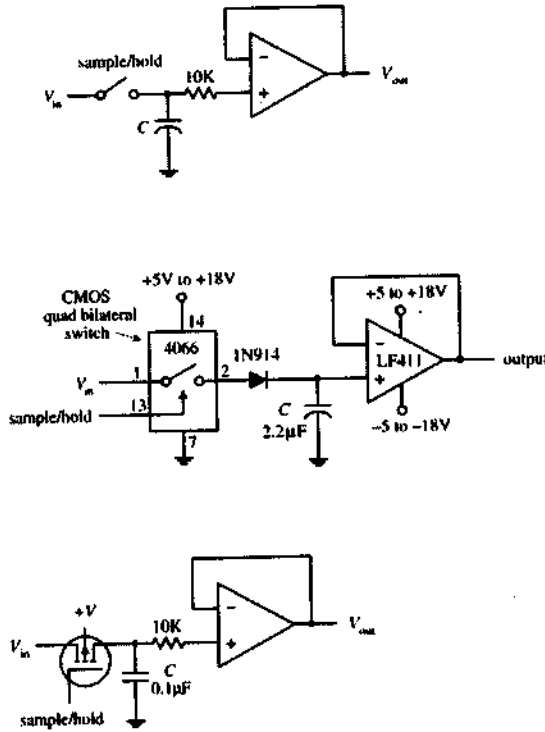 sample/hold
10K
V_in
C
−
+
V_out
+5V to +18V
CMOS
quad bilateral
switch
14
4066
1N914
1
2
V_in
13
sample/hold
7
C
2.2µF
+5 to +18V
−
LF411
+
−5 to −18V
output
+V
10K
V_in
C
0.1µF
−
+
V_out
sample/hold